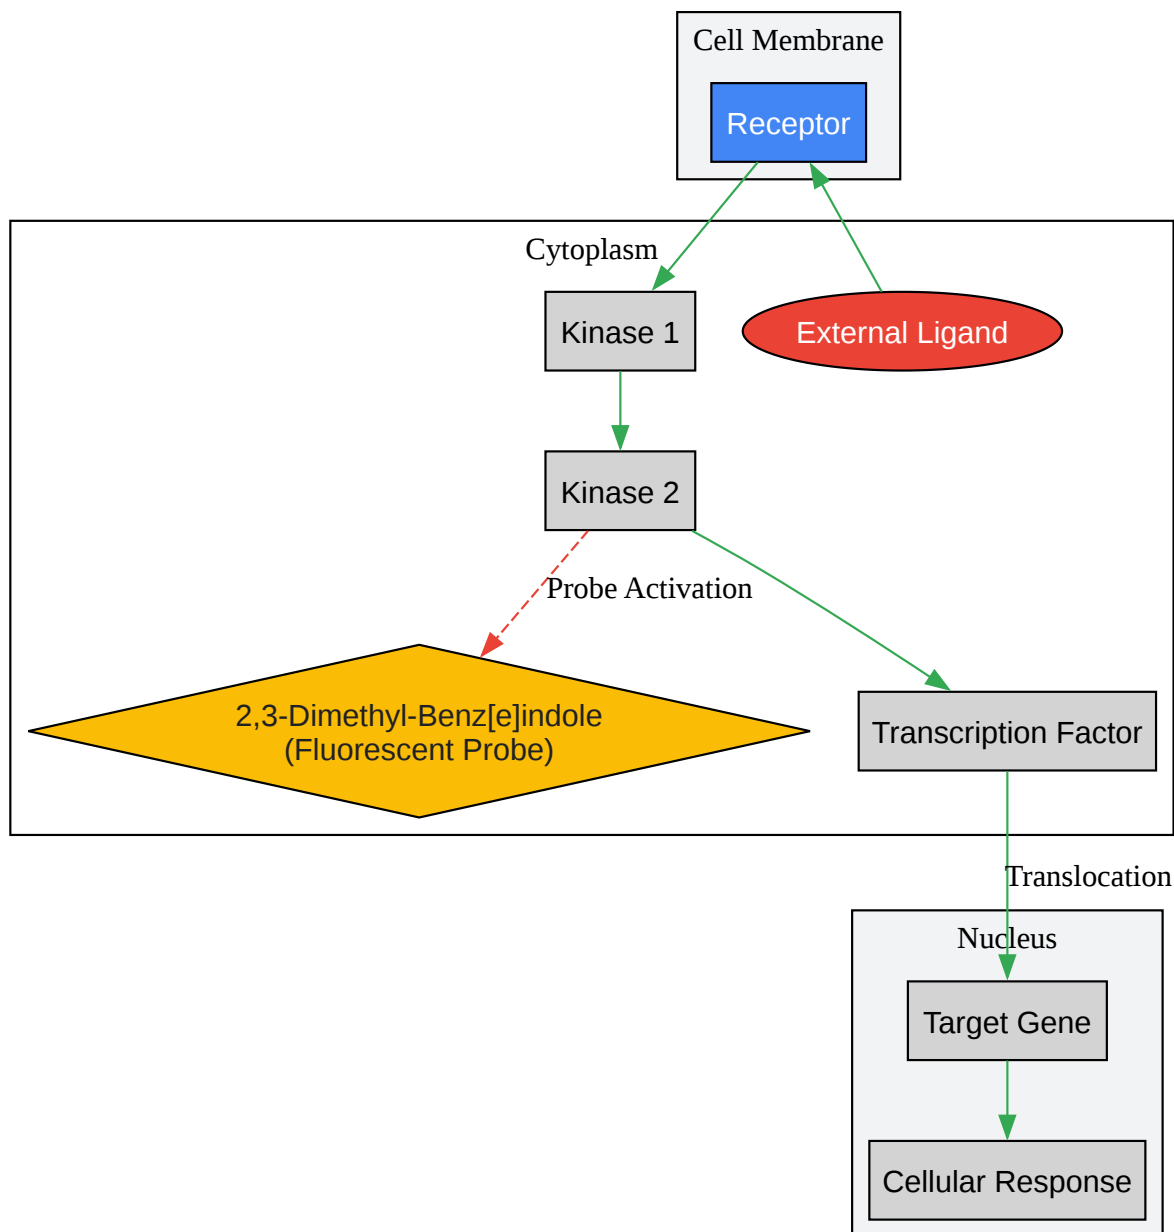 Cell Membrane
Receptor
Cytoplasm
Kinase 1
External Ligand
Kinase 2
Probe Activation
2,3-Dimethyl-Benz[e]indole
(Fluorescent Probe)
Transcription Factor
Translocation
Nucleus
Target Gene
Cellular Response